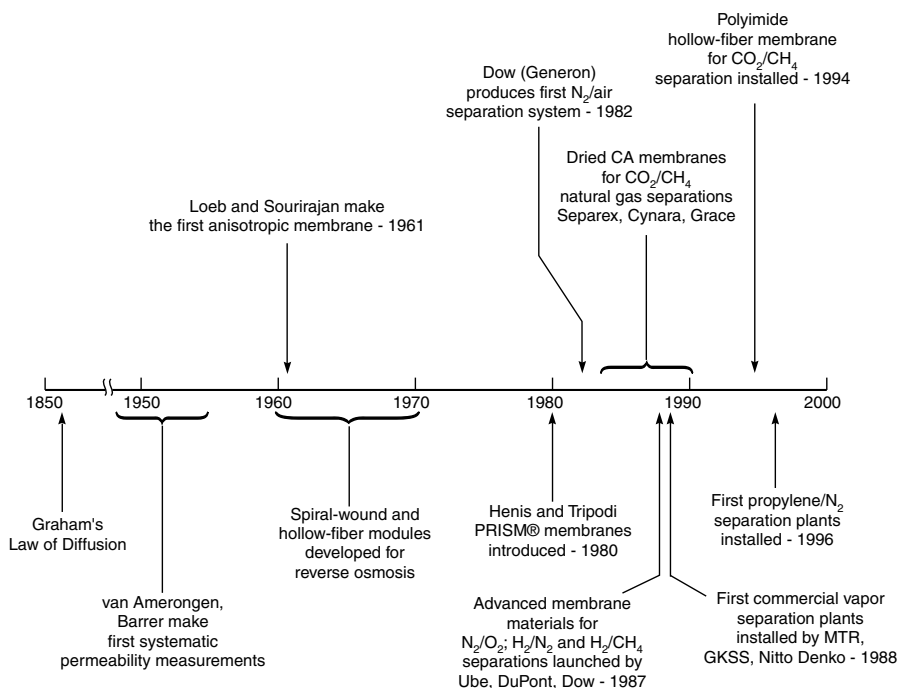 Polyimide
hollow-fiber membrane
for CO₂/CH₄
separation installed - 1994
Dow (Generon)
produces first N₂/air
separation system - 1982
Dried CA membranes
for CO₂/CH₄
natural gas separations
Separex, Cynara, Grace
Loeb and Sourirajan make
the first anisotropic membrane - 1961
1850
1950
1960
1970
1980
1990
2000
Graham's
Law of Diffusion
van Amerongen,
Barrer make
first systematic
permeability measurements
Spiral-wound and
hollow-fiber modules
developed for
reverse osmosis
Henis and Tripodi
PRISM® membranes
introduced - 1980
Advanced membrane
materials for
N₂/O₂; H₂/N₂ and H₂/CH₄
separations launched by
Ube, DuPont, Dow - 1987
First propylene/N₂
separation plants
installed - 1996
First commercial vapor
separation plants
installed by MTR,
GKSS, Nitto Denko - 1988